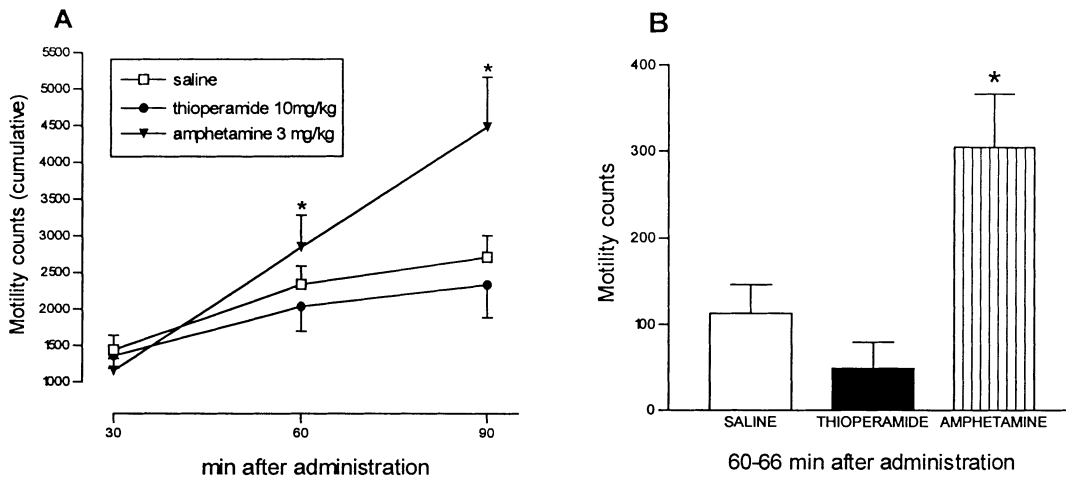 A
5500
5000
4500
4000
3500
3000
2500
2000
1500
1000
Motility counts (cumulative)
saline
thioperamide 10mg/kg
amphetamine 3 mg/kg
*
*
30
60
90
min after administration
B
400
300
200
100
0
Motility counts
*
SALINE
THIOPERAMIDE
AMPHETAMINE
60-66 min after administration